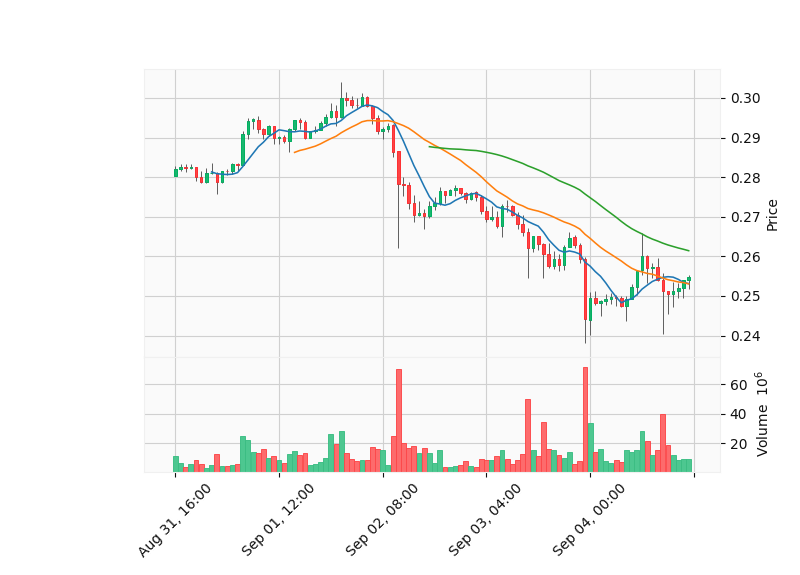 0.30
0.29
0.28
0.27
0.26
0.25
0.24
Price
60
40
20
Volume 10^6
Aug 31, 16:00
Sep 01, 12:00
Sep 02, 08:00
Sep 03, 04:00
Sep 04, 00:00